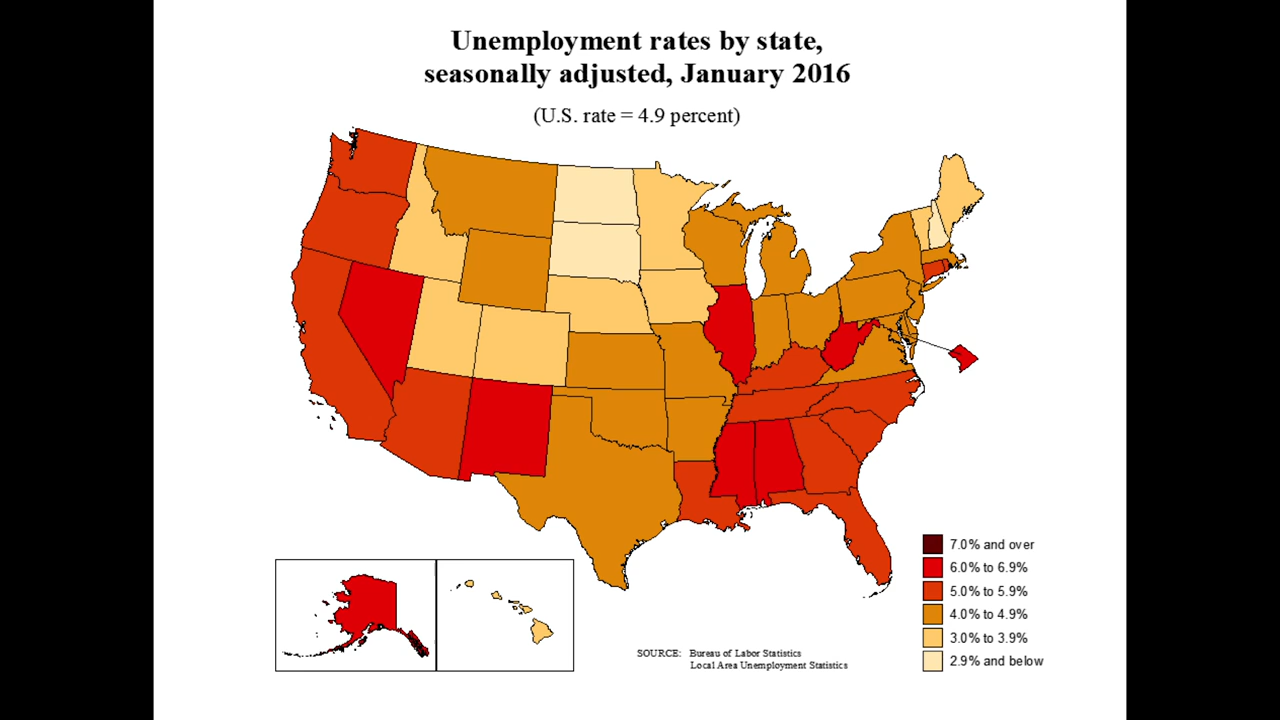 Unemployment rates by state,
seasonally adjusted, January 2016
(U.S. rate = 4.9 percent)
7.0% and over
6.0% to 6.9%
5.0% to 5.9%
4.0% to 4.9%
3.0% to 3.9%
2.9% and below
SOURCE: Bureau of Labor Statistics
Local Area Unemployment Statistics